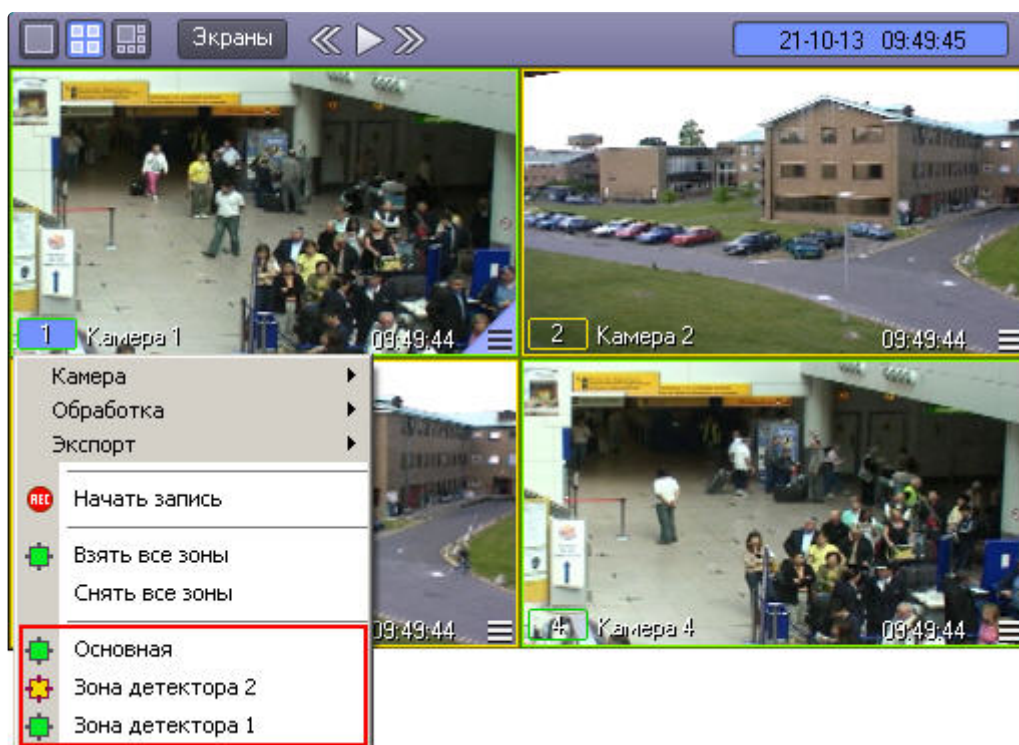 Экраны
21-10-13 09:49:45
1 Камера 1 09:49:44
2 Камера 2 09:49:44
Камера
Обработка
Экспорт
REC Начать запись
Взять все зоны
Снять все зоны
09:49:44
4 Камера 4 09:49:44
Основная
Зона детектора 2
Зона детектора 1